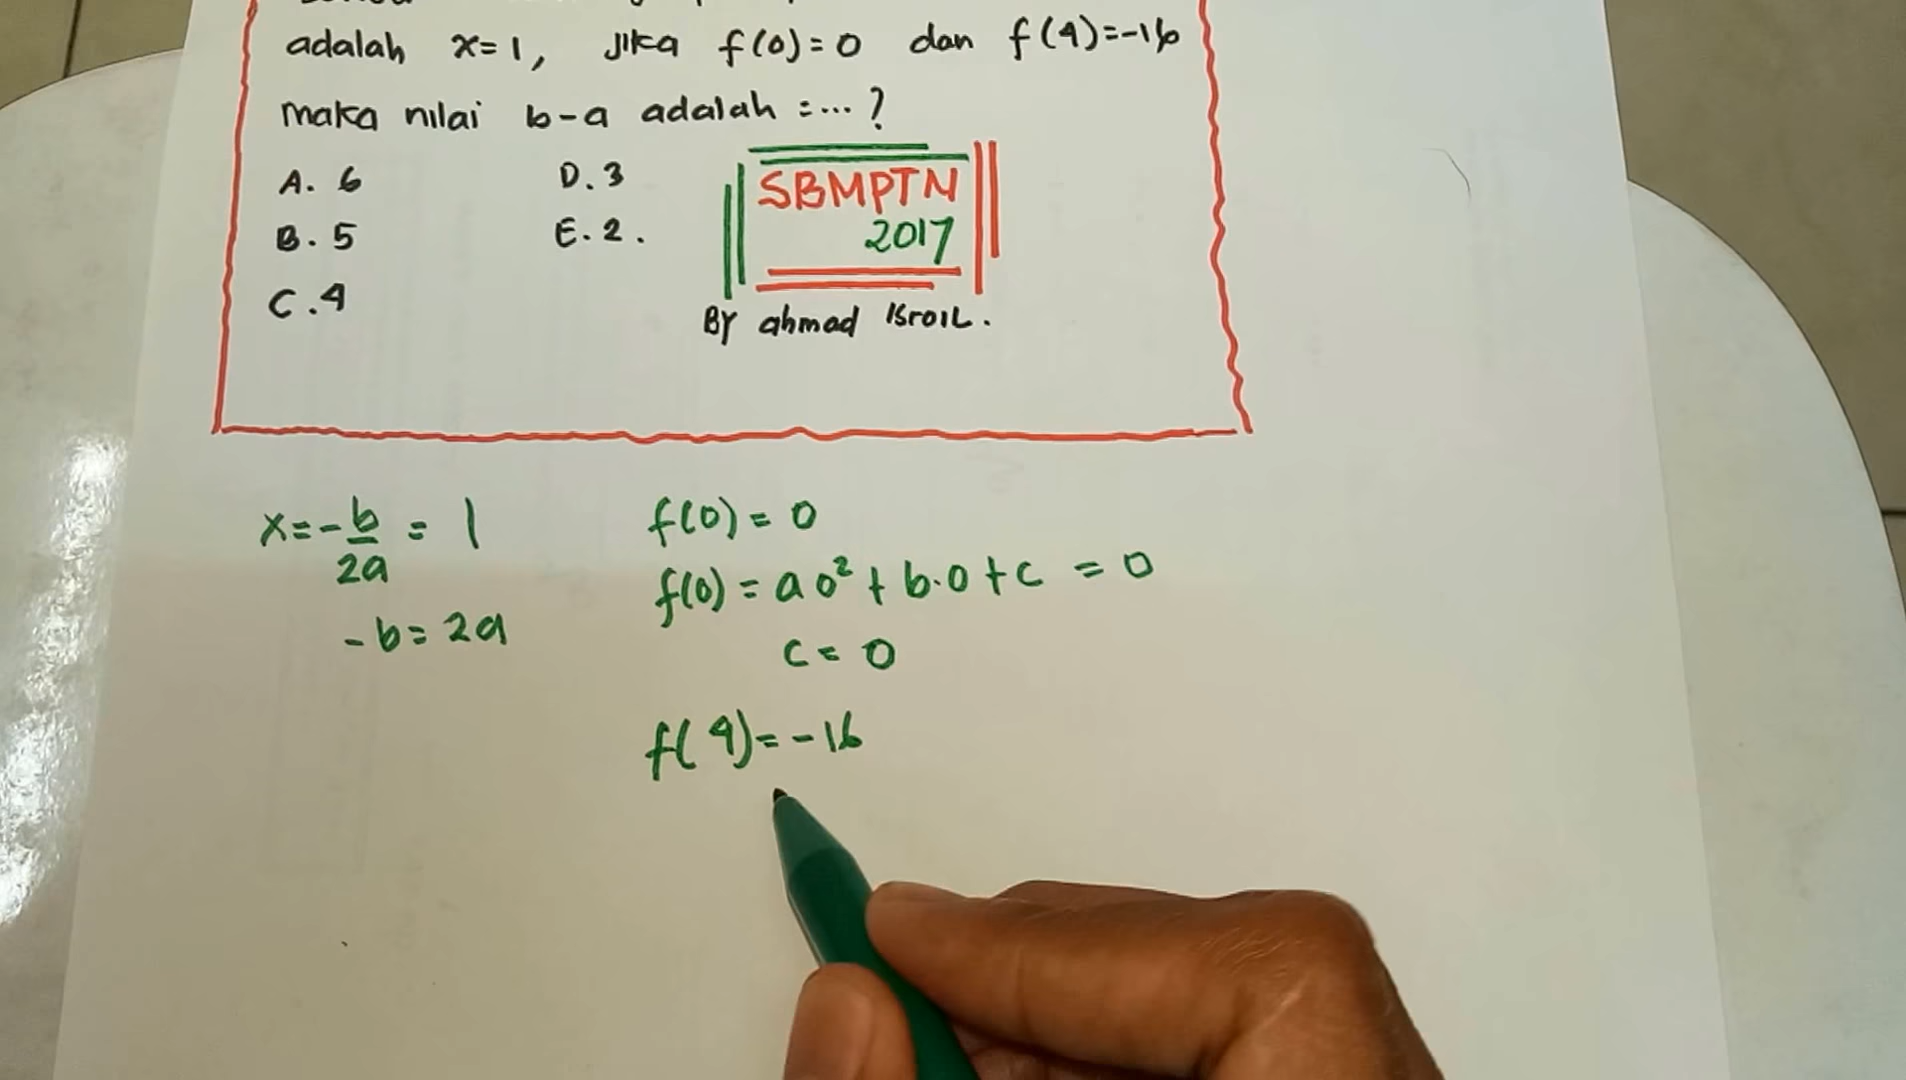 adalah x=1, jika f(0)=0 dan f(4)=-16
maka nilai b-a adalah =...?
A. 6
B. 5
C. 4
D. 3
E. 2.
SBMPTN
2017
By ahmad Isroil.
x=-b/2a = 1
-b=2a
f(0)=0
f(0)=a0²+b.0+c =0
c=0
f(4)=-16